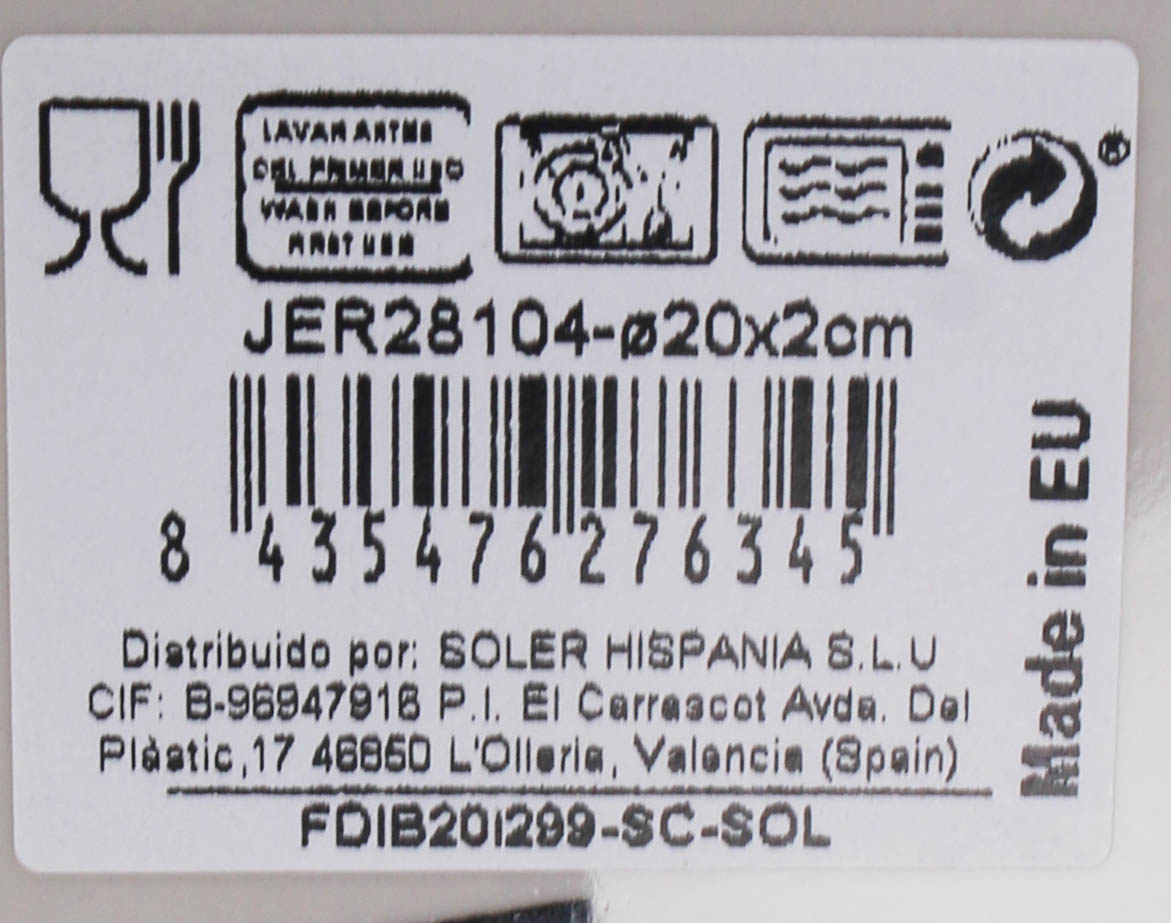 LAVAR ANTES
DEL PRIMER USO
WASH BEFORE
FIRST USE
®
JER28104-ø20x2cm
8 435476 276345
Made in EU
Distribuido por: SOLER HISPANIA S.L.U
CIF: B-96947916 P.I. El Carrascot Avda. Del
Plàstic,17 46850 L'Olleria, Valencia (Spain)
FDIB201299-SC-SOL